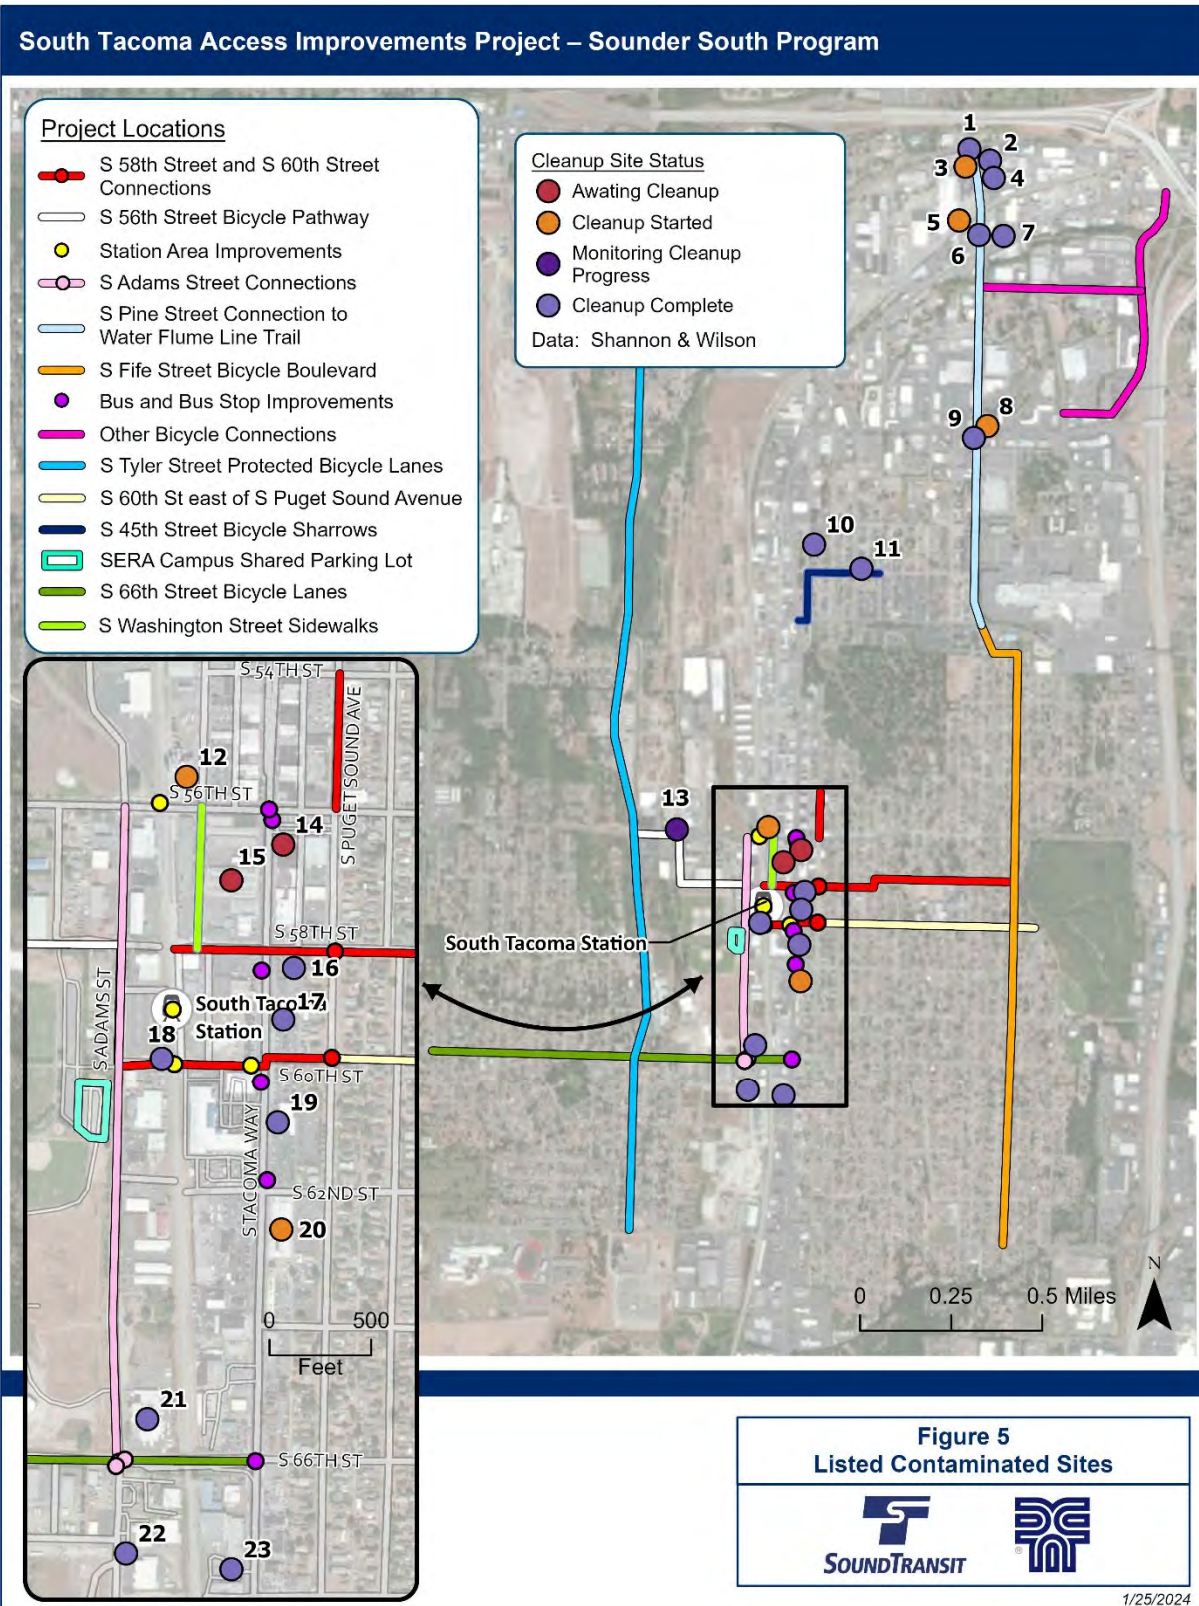 South Tacoma Access Improvements Project – Sounder South Program
Project Locations
S 58th Street and S 60th Street
Connections
S 56th Street Bicycle Pathway
Station Area Improvements
S Adams Street Connections
S Pine Street Connection to
Water Flume Line Trail
S Fife Street Bicycle Boulevard
Bus and Bus Stop Improvements
Other Bicycle Connections
S Tyler Street Protected Bicycle Lanes
S 60th St east of S Puget Sound Avenue
S 45th Street Bicycle Sharrows
SERA Campus Shared Parking Lot
S 66th Street Bicycle Lanes
S Washington Street Sidewalks
Cleanup Site Status
Awating Cleanup
Cleanup Started
Monitoring Cleanup
Progress
Cleanup Complete
Data: Shannon & Wilson
1
2
3
4
5
6
7
8
9
10
11
13
South Tacoma Station
N
0 0.25 0.5 Miles
S 54TH ST
S PUGET SOUND AVE
12
S 56TH ST
14
15
S 58TH ST
16
S ADAMS ST
17
South Tacoma
Station
18
S 60TH ST
19
S TACOMA WAY
S 62ND ST
20
0 500
Feet
21
S 66TH ST
22
23
Figure 5
Listed Contaminated Sites
SOUNDTRANSIT
®
1/25/2024